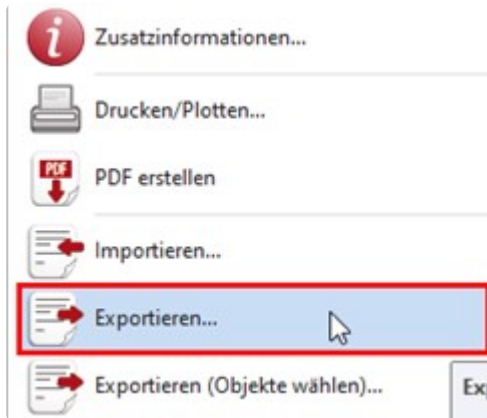 Zusatzinformationen...
Drucken/Plotten...
PDF
PDF erstellen
Importieren...
Exportieren...
Exportieren (Objekte wählen)...